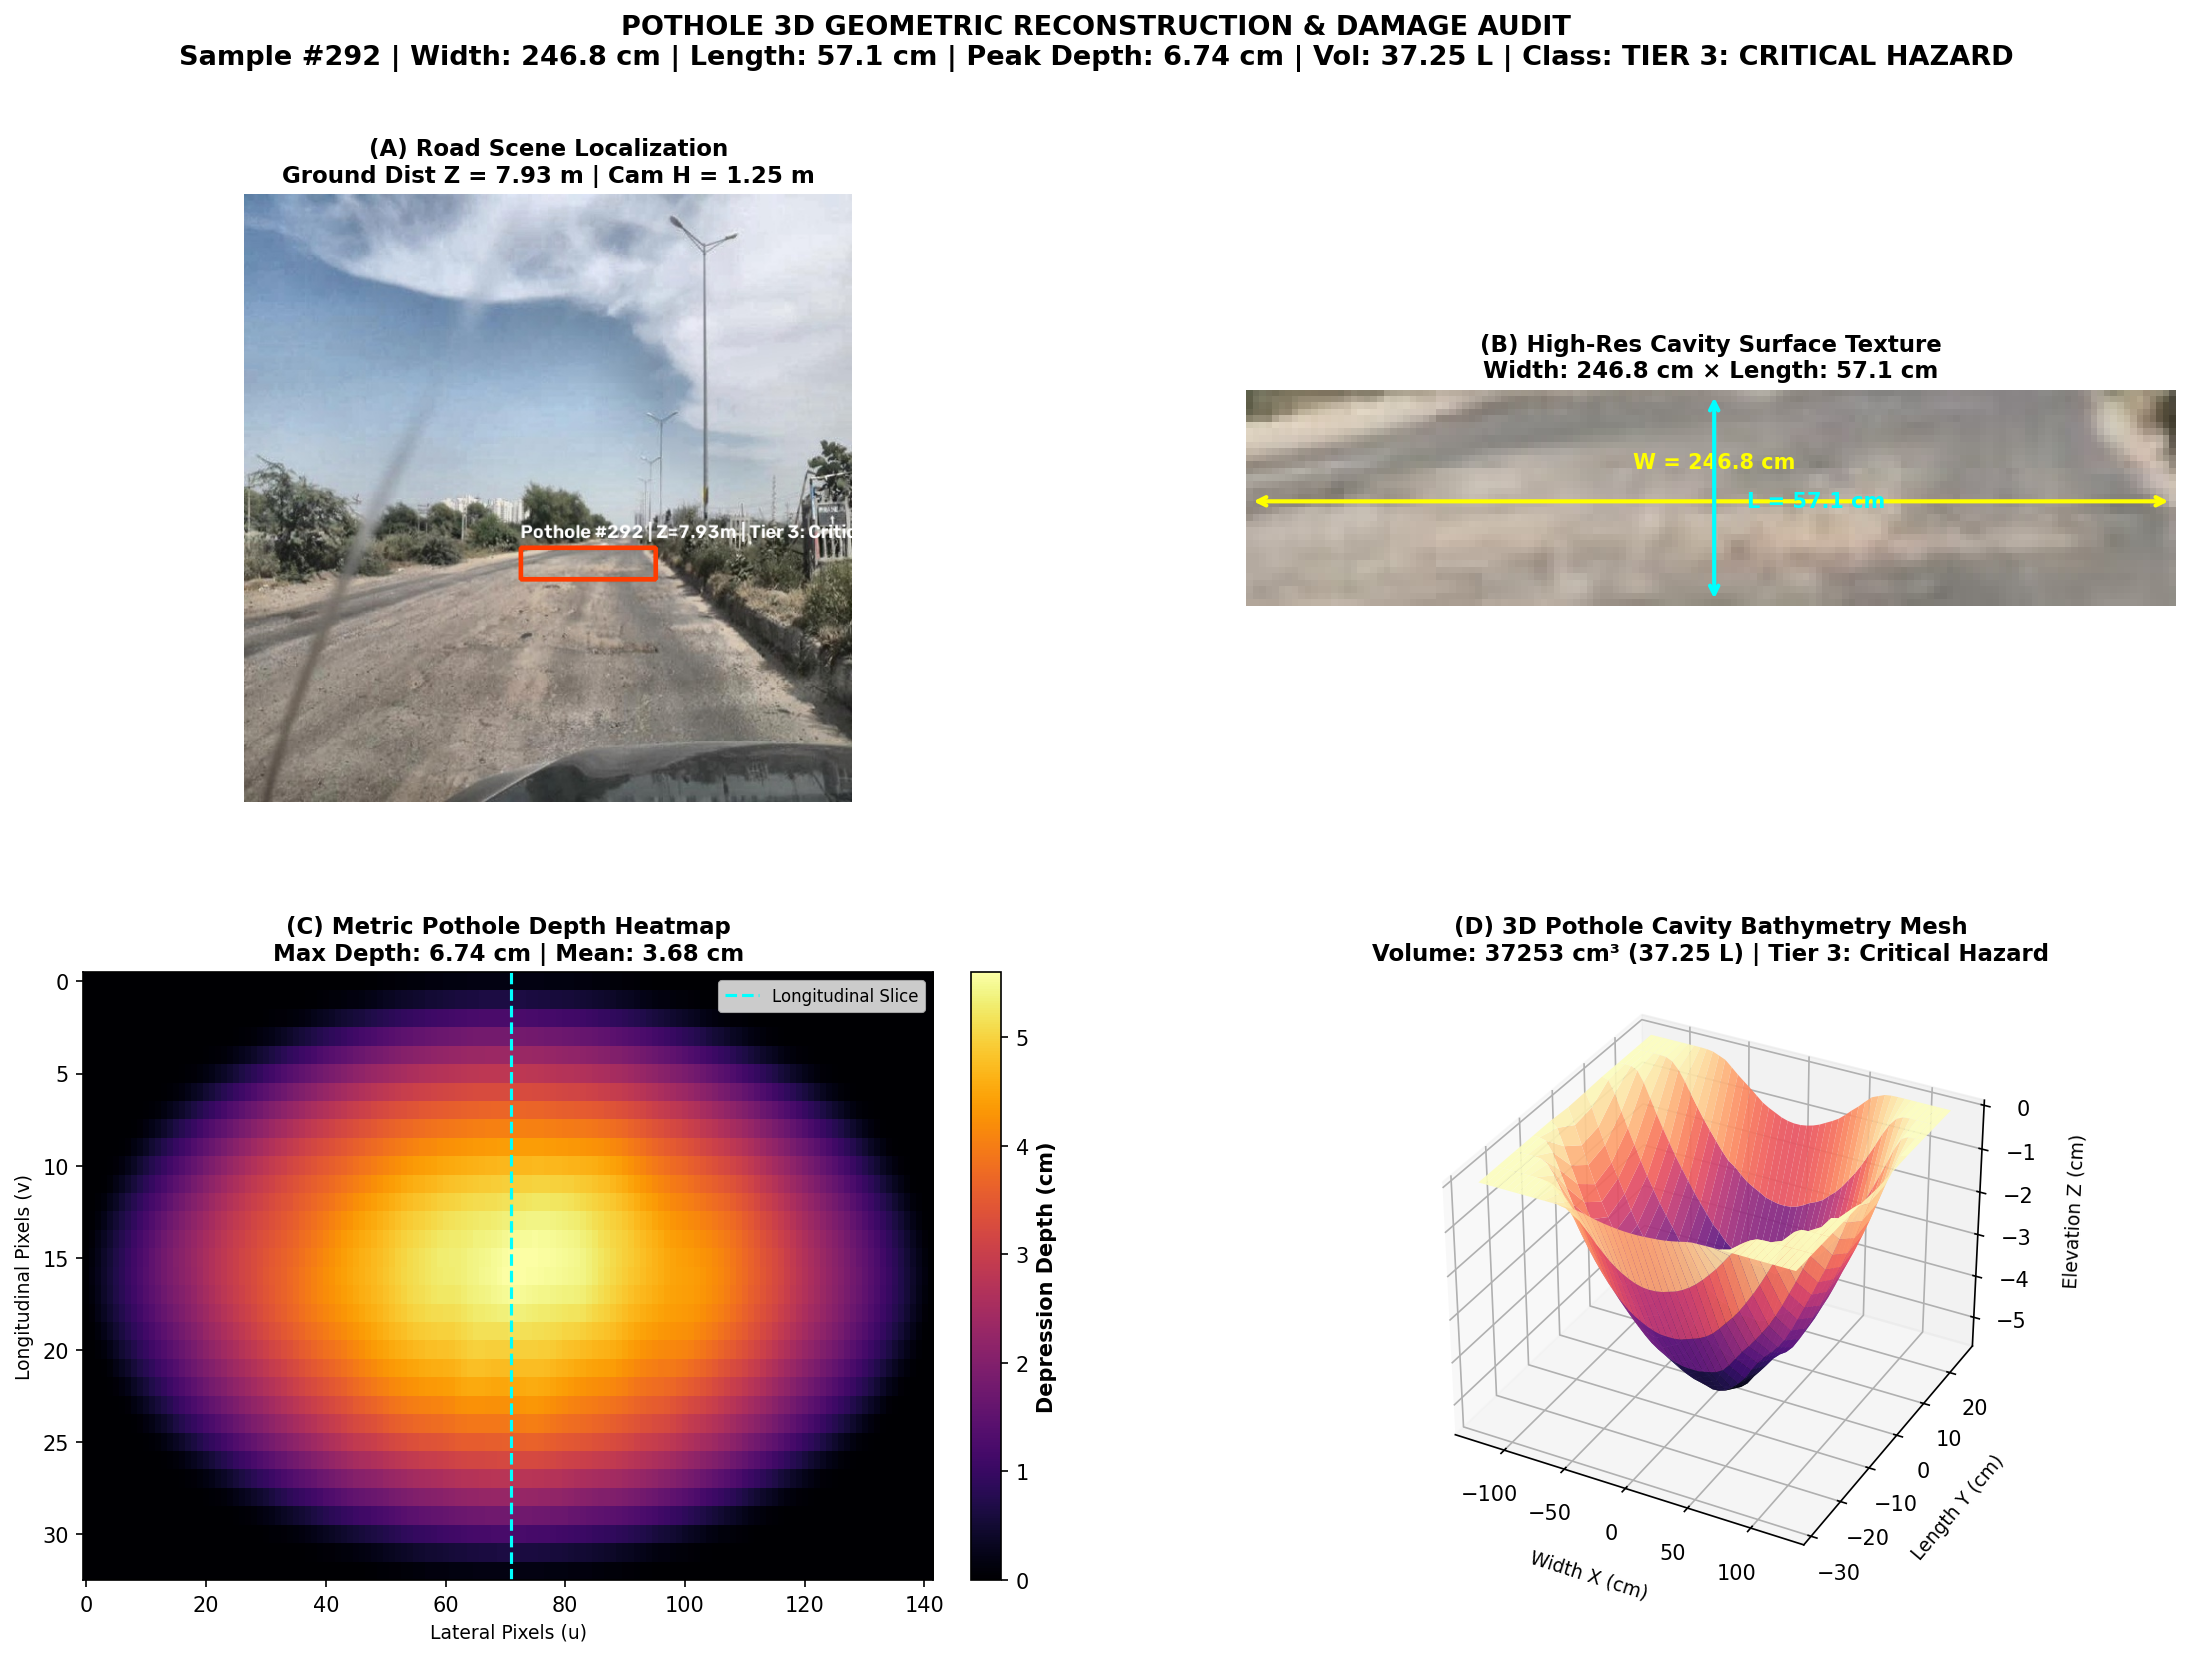 POTHOLE 3D GEOMETRIC RECONSTRUCTION & DAMAGE AUDIT
Sample #292 | Width: 246.8 cm | Length: 57.1 cm | Peak Depth: 6.74 cm | Vol: 37.25 L | Class: TIER 3: CRITICAL HAZARD
(A) Road Scene Localization
Ground Dist Z = 7.93 m | Cam H = 1.25 m
Pothole #292 | Z=7.93m | Tier 3: Critic
(B) High-Res Cavity Surface Texture
Width: 246.8 cm × Length: 57.1 cm
W = 246.8 cm
L = 57.1 cm
(C) Metric Pothole Depth Heatmap
Max Depth: 6.74 cm | Mean: 3.68 cm
Longitudinal Slice
0
5
10
15
20
25
30
Longitudinal Pixels (v)
0 20 40 60 80 100 120 140
Lateral Pixels (u)
5
4
3
2
1
0
Depression Depth (cm)
(D) 3D Pothole Cavity Bathymetry Mesh
Volume: 37253 cm³ (37.25 L) | Tier 3: Critical Hazard
0
−1
−2
−3
−4
−5
Elevation Z (cm)
20
10
0
−10
−20
−30
Length Y (cm)
−100
−50
0
50
100
Width X (cm)